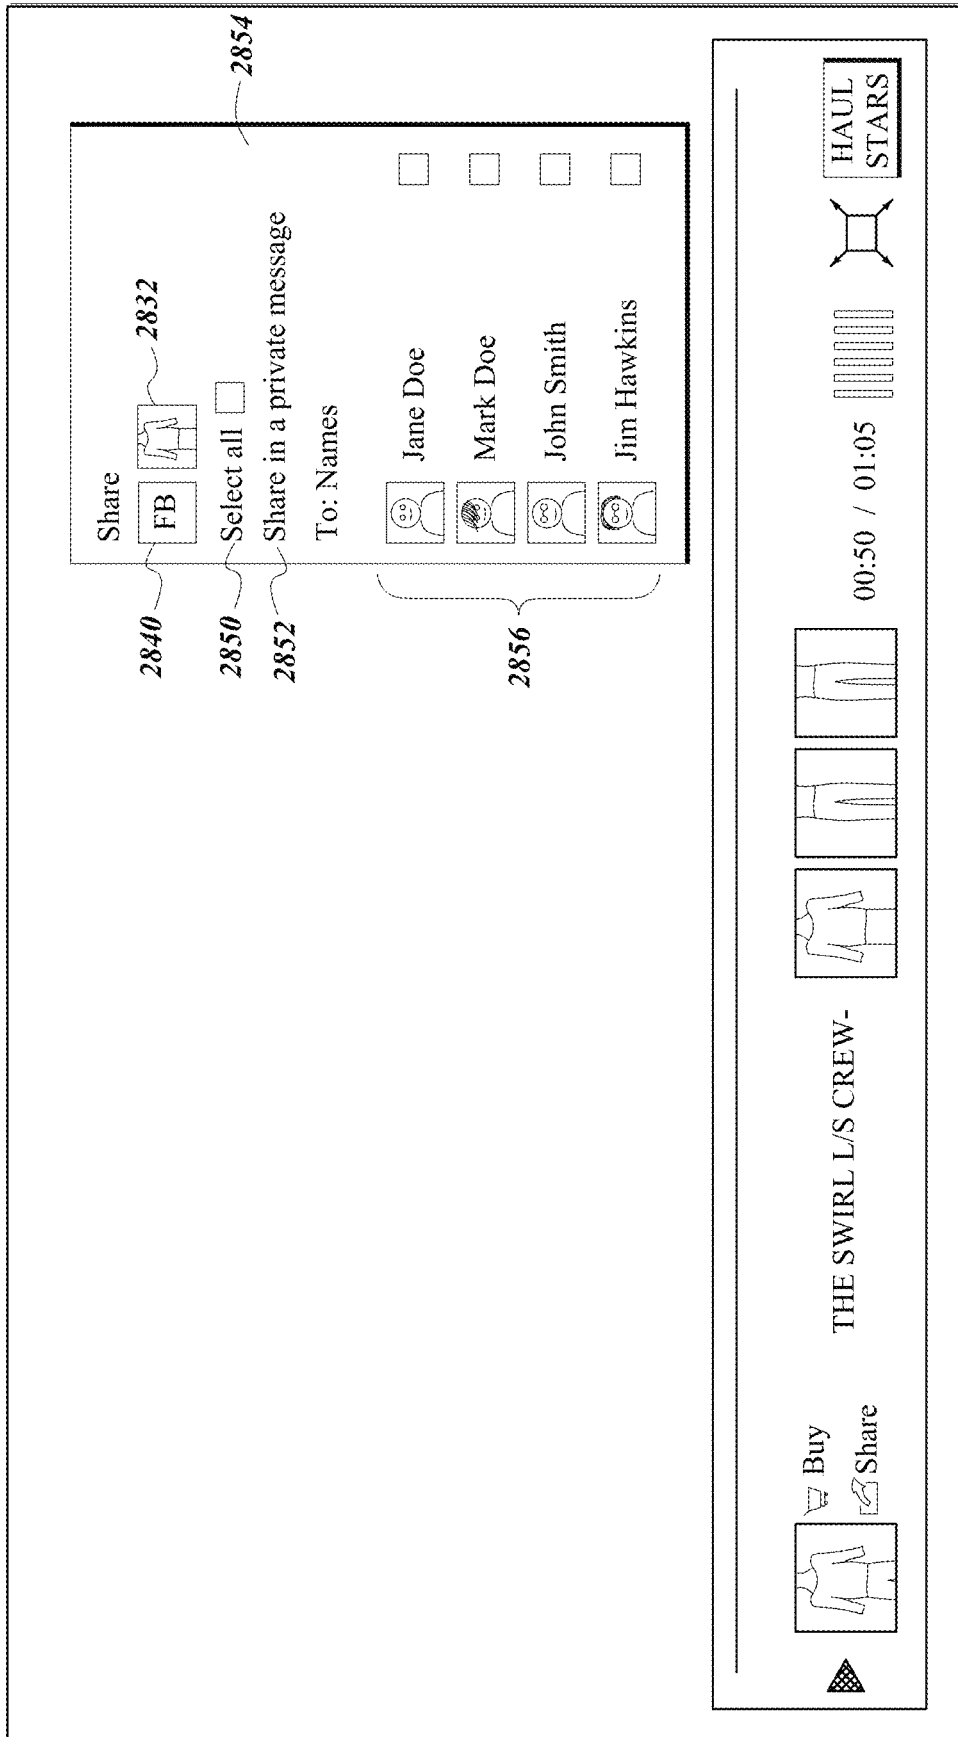 2854
Share
2840
FB
2832
2850
Select all
2852
Share in a private message
To: Names
2856
Jane Doe
Mark Doe
John Smith
Jim Hawkins
Buy
Share
THE SWIRL L/S CREW-
00:50 / 01:05
HAUL
STARS